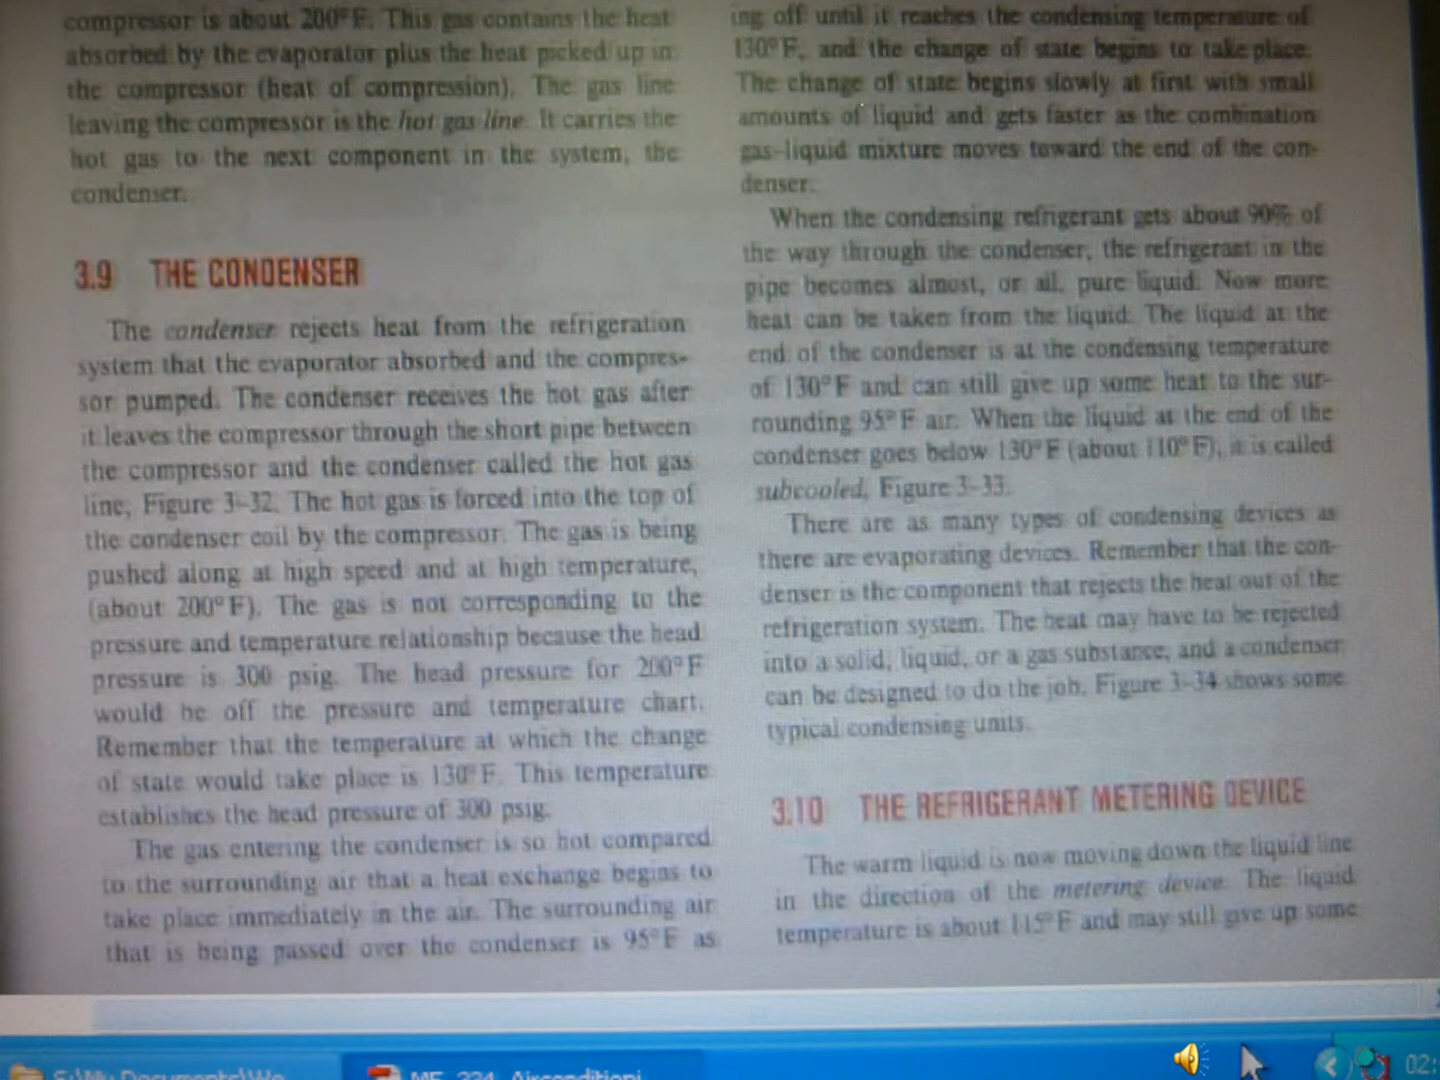 compressor is about 200°F. This gas contains the heat
absorbed by the evaporator plus the heat picked up in
the compressor (heat of compression). The gas line
leaving the compressor is the hot gas line. It carries the
hot gas to the next component in the system, the
condenser.
3.9 THE CONDENSER
The condenser rejects heat from the refrigeration
system that the evaporator absorbed and the compres-
sor pumped. The condenser receives the hot gas after
it leaves the compressor through the short pipe between
the compressor and the condenser called the hot gas
line, Figure 3-32. The hot gas is forced into the top of
the condenser coil by the compressor. The gas is being
pushed along at high speed and at high temperature,
(about 200°F). The gas is not corresponding to the
pressure and temperature relationship because the head
pressure is 300 psig. The head pressure for 200°F
would be off the pressure and temperature chart.
Remember that the temperature at which the change
of state would take place is 130°F. This temperature
establishes the head pressure of 300 psig.
The gas entering the condenser is so hot compared
to the surrounding air that a heat exchange begins to
take place immediately in the air. The surrounding air
that is being passed over the condenser is 95°F as
ing off until it reaches the condensing temperature of
130°F, and the change of state begins to take place.
The change of state begins slowly at first with small
amounts of liquid and gets faster as the combination
gas-liquid mixture moves toward the end of the con-
denser.
When the condensing refrigerant gets about 90% of
the way through the condenser, the refrigerant in the
pipe becomes almost, or all, pure liquid. Now more
heat can be taken from the liquid. The liquid at the
end of the condenser is at the condensing temperature
of 130°F and can still give up some heat to the sur-
rounding 95°F air. When the liquid at the end of the
condenser goes below 130°F (about 110°F), it is called
subcooled, Figure 3-33.
There are as many types of condensing devices as
there are evaporating devices. Remember that the con-
denser is the component that rejects the heat out of the
refrigeration system. The heat may have to be rejected
into a solid, liquid, or a gas substance, and a condenser
can be designed to do the job. Figure 3-34 shows some
typical condensing units.
3.10 THE REFRIGERANT METERING DEVICE
The warm liquid is now moving down the liquid line
in the direction of the metering device. The liquid
temperature is about 115°F and may still give up some
02: